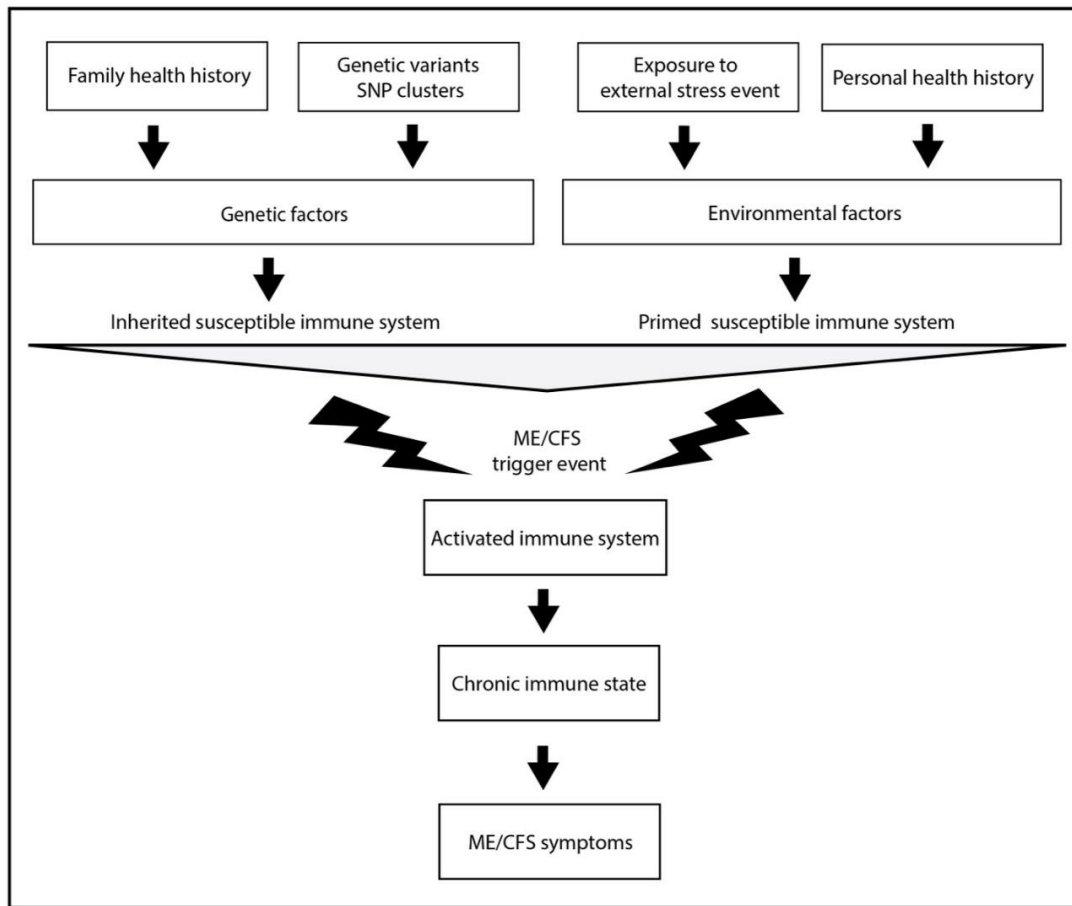 Family health history
Genetic variants
SNP clusters
Exposure to
external stress event
Personal health history
Genetic factors
Environmental factors
Inherited susceptible immune system
Primed susceptible immune system
ME/CFS
trigger event
Activated immune system
Chronic immune state
ME/CFS symptoms